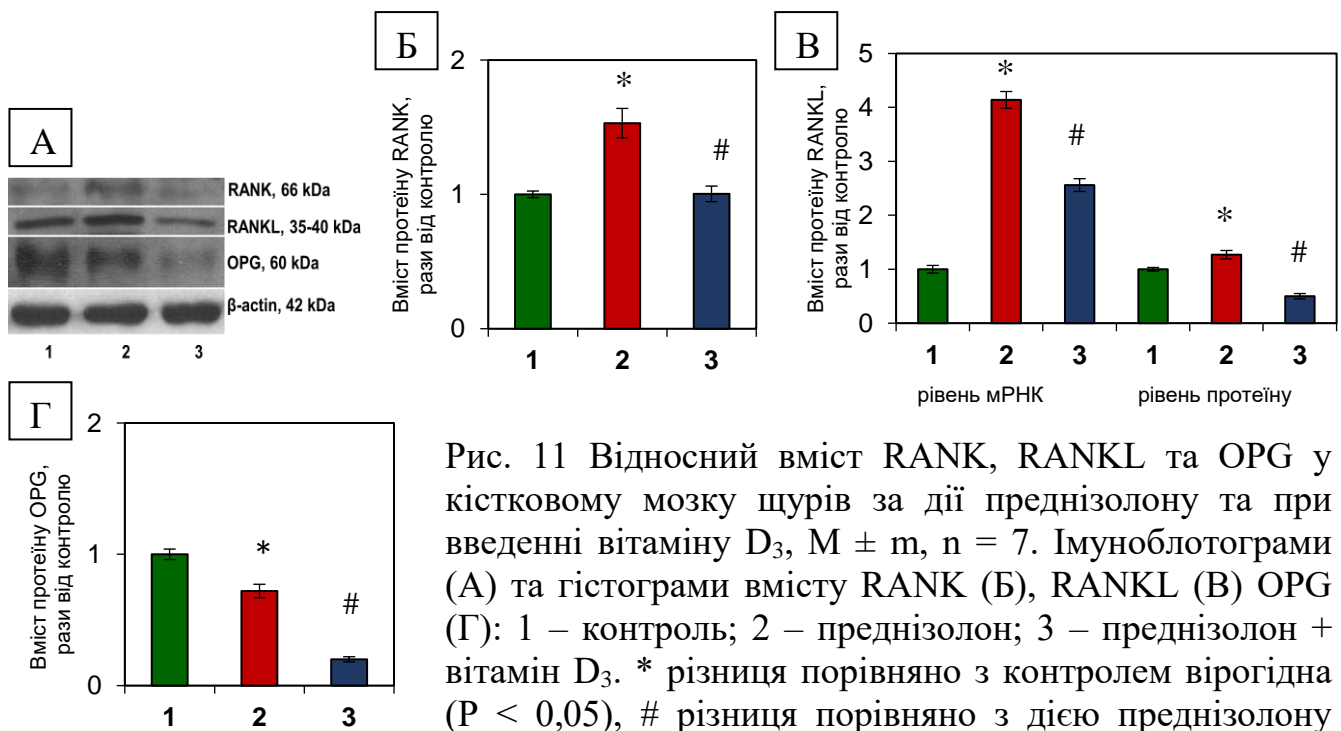 А
RANK, 66 kDa
RANKL, 35-40 kDa
OPG, 60 kDa
β-actin, 42 kDa
1 2 3
Б
Вміст протеїну RANK,
рази від контролю
2
1
0
*
#
1 2 3
В
Вміст протеїну RANKL,
рази від контролю
5
4
3
2
1
0
*
#
*
#
1 2 3 1 2 3
рівень мРНК рівень протеїну
Г
Вміст протеїну OPG,
рази від контролю
2
1
0
*
#
1 2 3
Рис. 11 Відносний вміст RANK, RANKL та OPG у
кістковому мозку щурів за дії преднізолону та при
введенні вітаміну D₃, M ± m, n = 7. Імуноблотограми
(А) та гістограми вмісту RANK (Б), RANKL (В) OPG
(Г): 1 – контроль; 2 – преднізолон; 3 – преднізолон +
вітамін D₃. * різниця порівняно з контролем вірогідна
(P < 0,05), # різниця порівняно з дією преднізолону